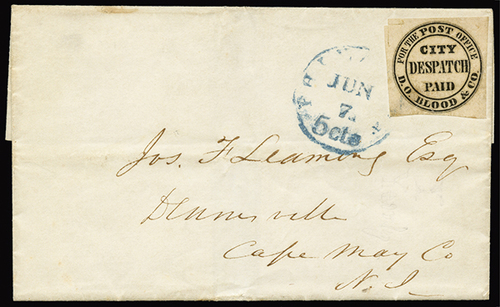 FOR THE POST OFFICE
CITY
DESPATCH
PAID
D.O. BLOOD & CO.
JUN
7
5cts
Jos. F Leaming Esq
Dennisville
Cape May Co
N.J